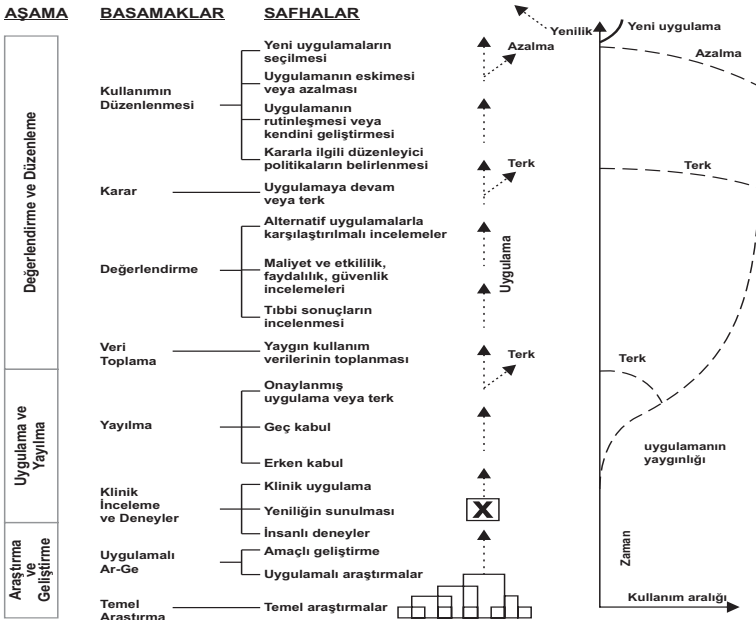 AŞAMA BASAMAKLAR SAFHALAR
Değerlendirme ve Düzenleme
Uygulama ve
Yayılma
Araştırma
ve
Geliştirme
Kullanımın
Düzenlenmesi
Karar
Değerlendirme
Veri
Toplama
Yayılma
Klinik
İnceleme
ve Deneyler
Uygulamalı
Ar-Ge
Temel
Araştırma
Yeni uygulamaların
seçilmesi
Uygulamanın eskimesi
veya azalması
Uygulamanın
rutinleşmesi veya
kendini geliştirmesi
Kararla ilgili düzenleyici
politikaların belirlenmesi
Uygulamaya devam
veya terk
Alternatif uygulamalarla
karşılaştırılmalı incelemeler
Maliyet ve etkililik,
faydalılık, güvenlik
incelemeleri
Tıbbi sonuçların
incelenmesi
Yaygın kullanım
verilerinin toplanması
Onaylanmış
uygulama veya terk
Geç kabul
Erken kabul
Klinik uygulama
Yeniliğin sunulması
İnsanlı deneyler
Amaçlı geliştirme
Uygulamalı araştırmalar
Temel araştırmalar
Yenilik
Azalma
Terk
Uygulama
Terk
X
Yeni uygulama
Azalma
Terk
Terk
uygulamanın
yaygınlığı
Zaman
Kullanım aralığı